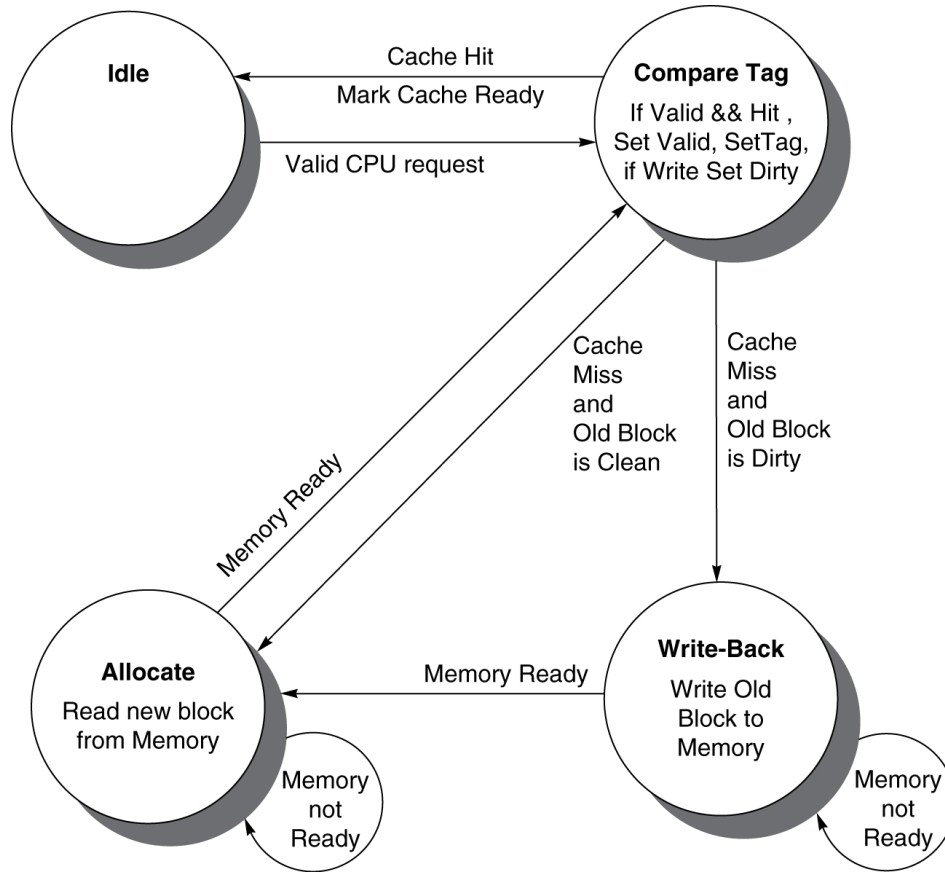 Idle
Cache Hit
Mark Cache Ready
Valid CPU request
Compare Tag
If Valid && Hit ,
Set Valid, SetTag,
if Write Set Dirty
Cache
Miss
and
Old Block
is Clean
Cache
Miss
and
Old Block
is Dirty
Memory Ready
Allocate
Read new block
from Memory
Memory
not
Ready
Memory Ready
Write-Back
Write Old
Block to
Memory
Memory
not
Ready